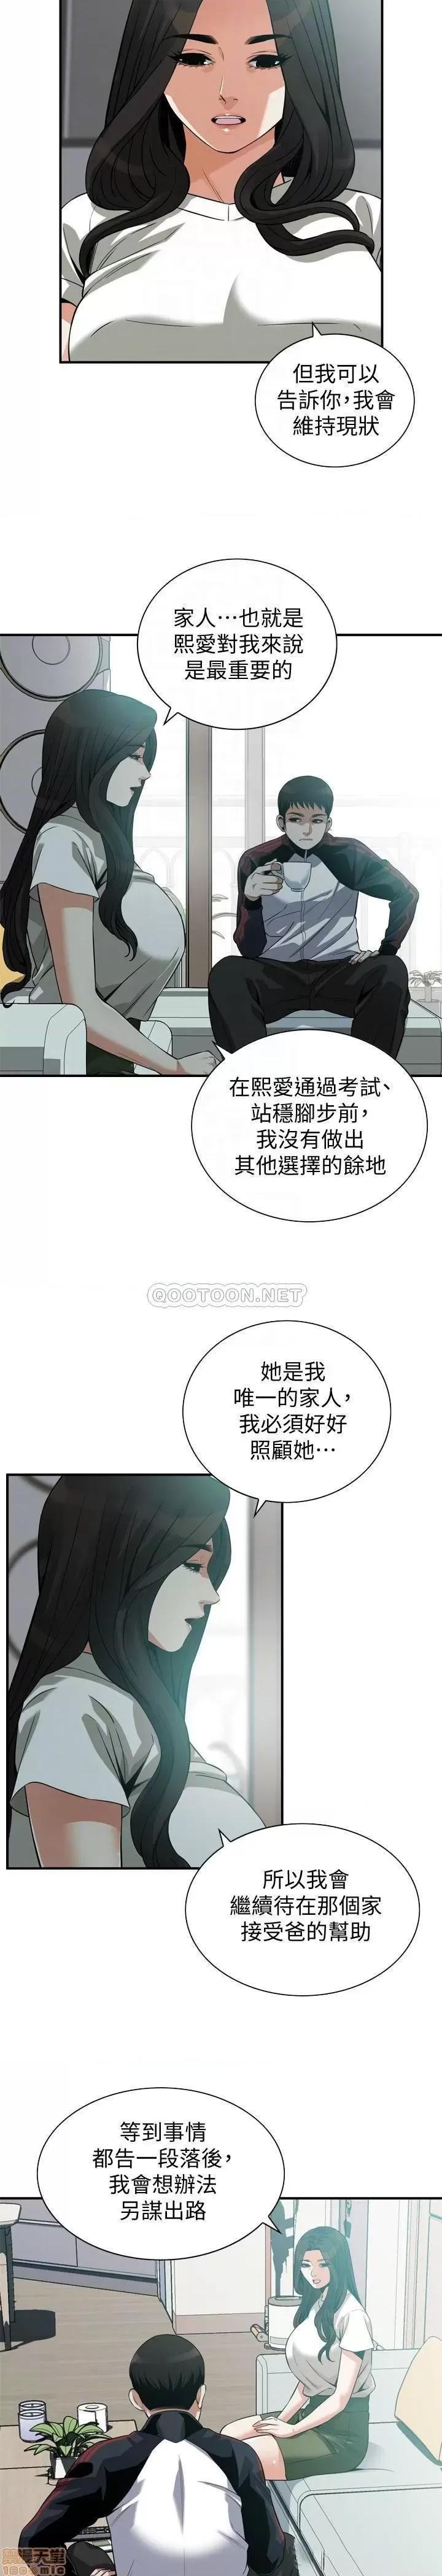 但我可以
告訴你,我會
維持現狀
家人⋯也就是
熙愛對我來說
是最重要的
在熙愛通過考試、
站穩腳步前,
我沒有做出
其他選擇的餘地
QOOTOON.NET
她是我
唯一的家人,
我必須好好
照顧她⋯
所以我會
繼續待在那個家
接受爸的幫助
等到事情
都告一段落後,
我會想辦法
另謀出路